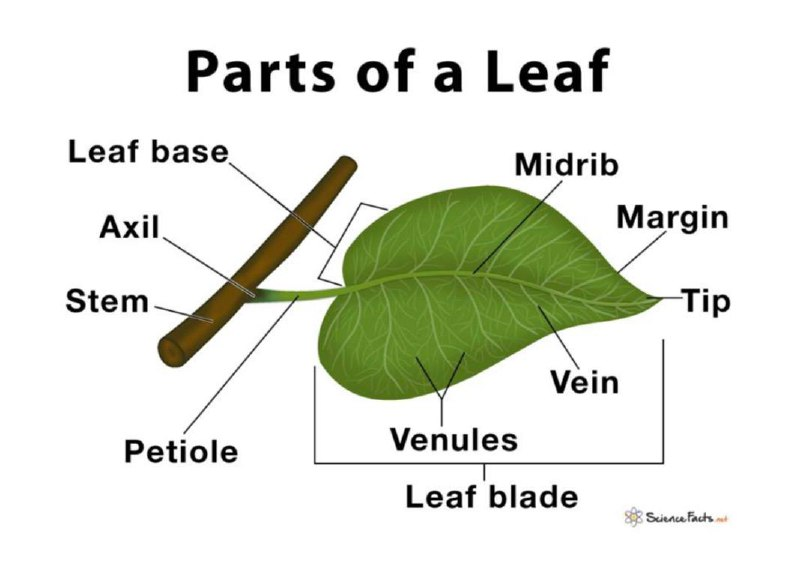 Parts of a Leaf
Leaf base
Midrib
Axil
Margin
Stem
Tip
Vein
Petiole
Venules
Leaf blade
ScienceFacts.net